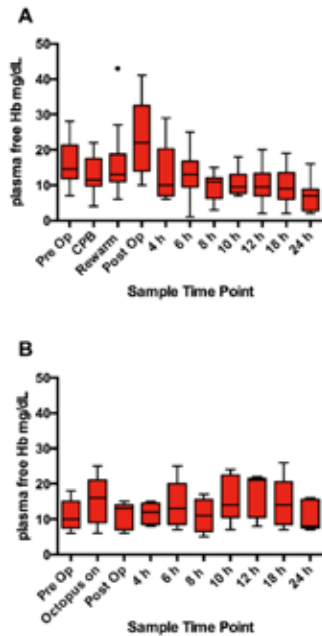 A
plasma free Hb mg/dL
50
40
30
20
10
0
Pre Op
CPB
Rewarm
Post Op
4 h
6 h
8 h
10 h
12 h
18 h
24 h
Sample Time Point
B
plasma free Hb mg/dL
50
40
30
20
10
0
Pre Op
Octopus on
Post Op
4 h
6 h
8 h
10 h
12 h
18 h
24 h
Sample Time Point